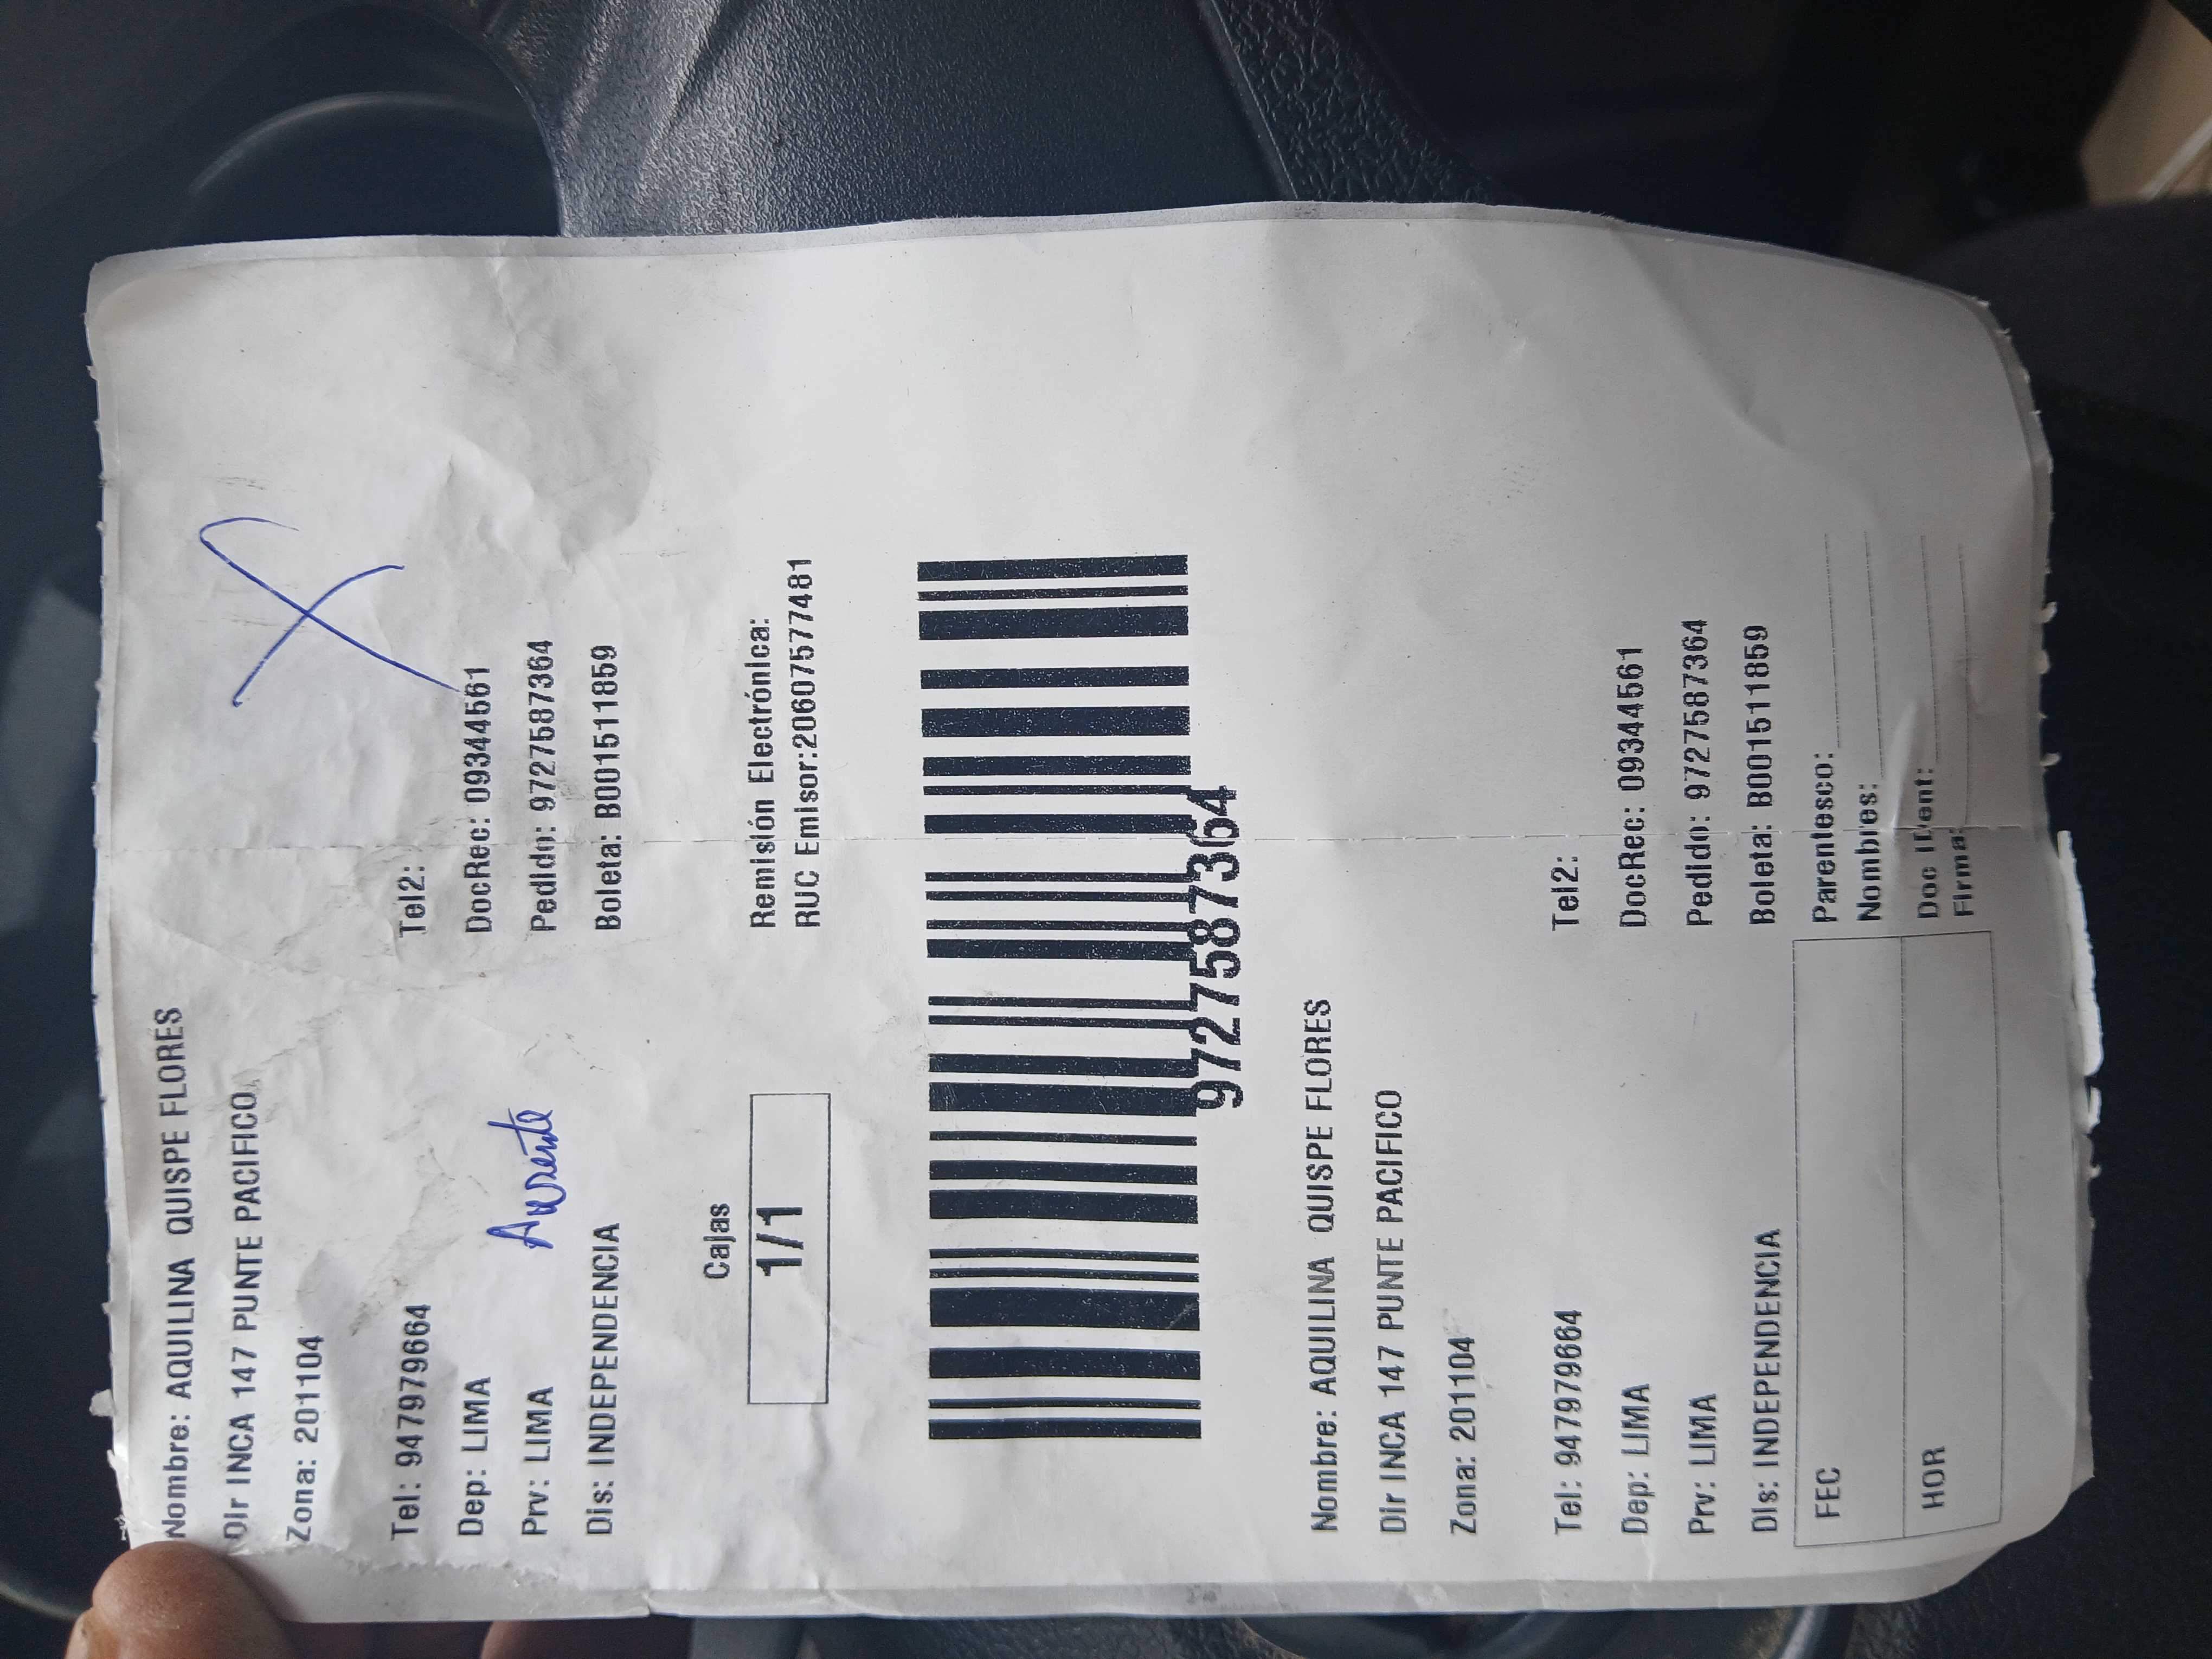 Nombre: AQUILINA  QUISPE FLORES
Dir INCA 147 PUNTE PACIFICO
Zona: 201104
Tel: 947979664 Tel2:
Dep: LIMA DocRec: 09344561
Prv: LIMA Ausente Pedido: 972758736​4
Dis: INDEPENDENCIA Boleta: B001511859
Cajas
1/1
Remisión Electrónica:
RUC Emisor:20607577481
9727587364
Nombre: AQUILINA  QUISPE FLORES
Dir INCA 147 PUNTE PACIFICO
Zona: 201104
Tel: 947979664 Tel2:
Dep: LIMA DocRec: 09344561
Prv: LIMA Pedido: 9727587364
Dis: INDEPENDENCIA Boleta: B001511859
FEC
HOR
Parentesco:
Nombres:
Doc Ident:
Firma: